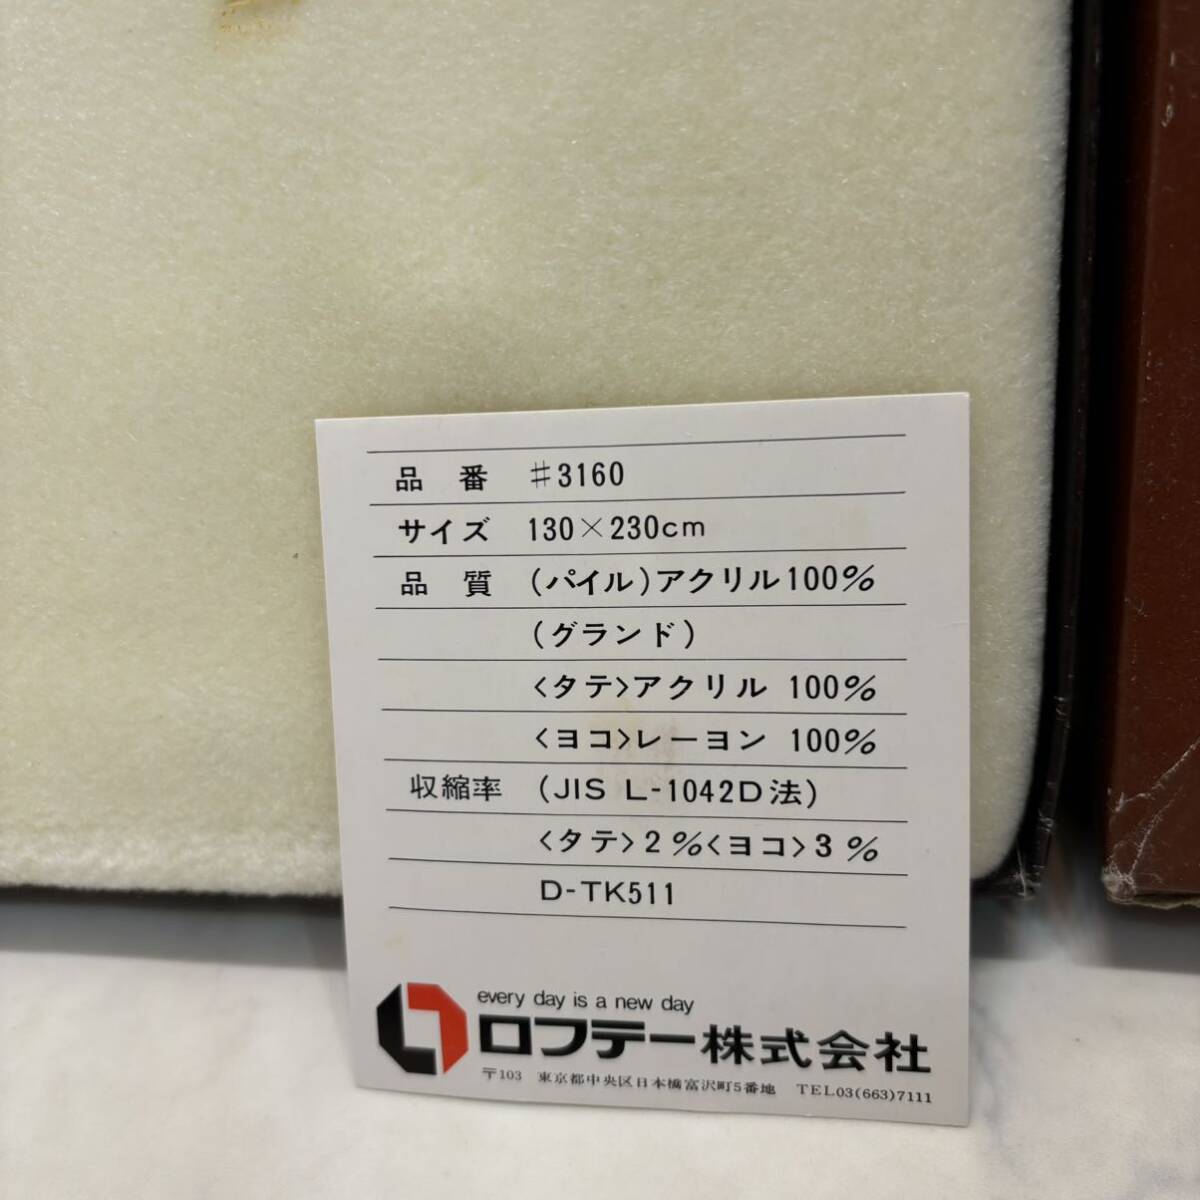 品番 ♯3160
サイズ 130×230cm
品質 (パイル)アクリル100%
(グランド)
<タテ>アクリル 100%
<ヨコ>レーヨン 100%
収縮率 (JIS L-1042D法)
<タテ>2%<ヨコ>3%
D-TK511
every day is a new day
ロフテー株式会社
〒103 東京都中央区日本橋富沢町5番地 TEL03(663)7111